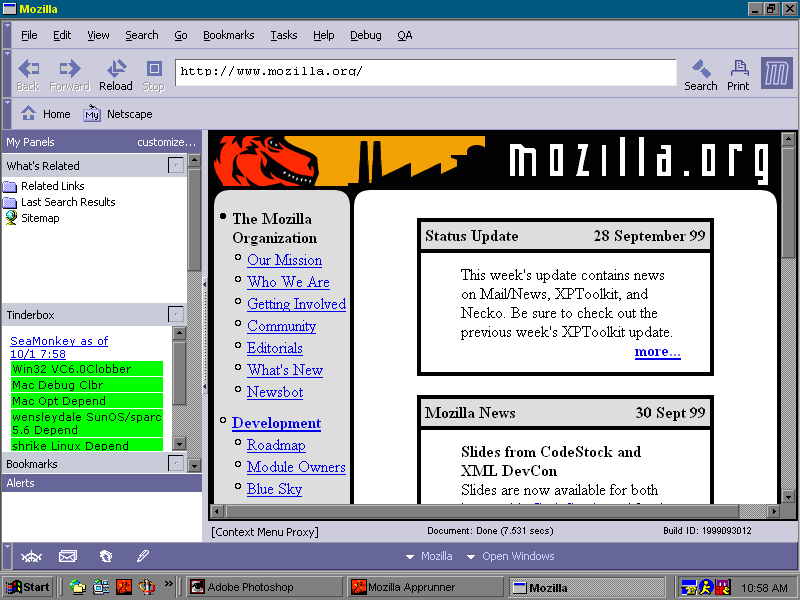 Mozilla
File Edit View Search Go Bookmarks Tasks Help Debug QA
Back Forward Reload Stop
http://www.mozilla.org/
Search Print
Home My Netscape
My Panels customize...
What's Related
Related Links
Last Search Results
Sitemap
Tinderbox
SeaMonkey as of
10/1 7:58
Win32 VC6.0Clobber
Mac Debug Clbr
Mac Opt Depend
wensleydale SunOS/sparc
5.6 Depend
shrike Linux Depend
Bookmarks
Alerts
mozilla.org
The Mozilla
Organization
Our Mission
Who We Are
Getting Involved
Community
Editorials
What's New
Newsbot
Development
Roadmap
Module Owners
Blue Sky
Status Update 28 September 99
This week's update contains news
on Mail/News, XPToolkit, and
Necko. Be sure to check out the
previous week's XPToolkit update.
more...
Mozilla News 30 Sept 99
Slides from CodeStock and
XML DevCon
Slides are now available for both
[Context Menu Proxy] Document: Done (7.531 secs) Build ID: 1999093012
Mozilla Open Windows
Start » Adobe Photoshop Mozilla Apprunner Mozilla 10:58 AM